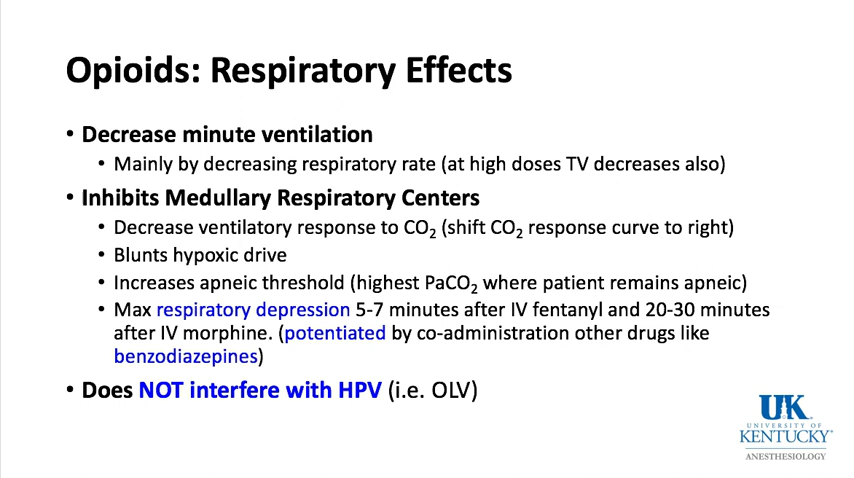 Opioids: Respiratory Effects
• Decrease minute ventilation
• Mainly by decreasing respiratory rate (at high doses TV decreases also)
• Inhibits Medullary Respiratory Centers
• Decrease ventilatory response to CO₂ (shift CO₂ response curve to right)
• Blunts hypoxic drive
• Increases apneic threshold (highest PaCO₂ where patient remains apneic)
• Max respiratory depression 5-7 minutes after IV fentanyl and 20-30 minutes
after IV morphine. (potentiated by co-administration other drugs like
benzodiazepines)
• Does NOT interfere with HPV (i.e. OLV)
UK
UNIVERSITY OF
KENTUCKY
ANESTHESIOLOGY